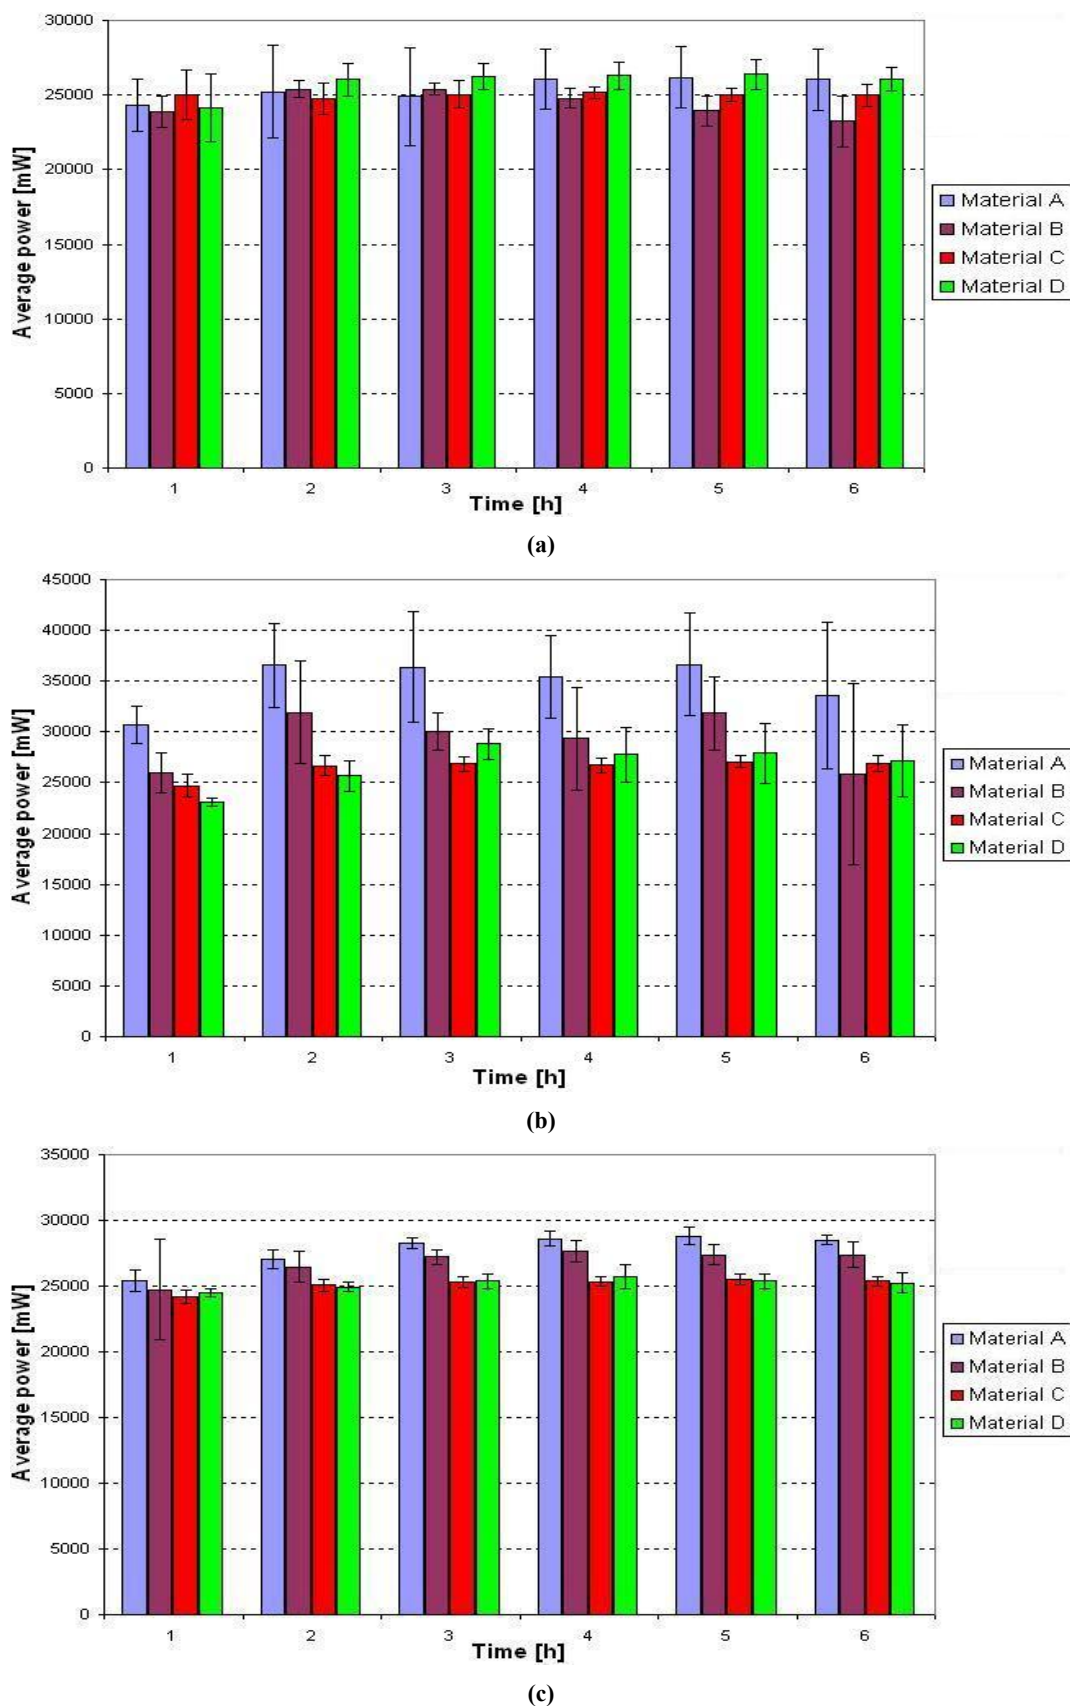 30000
25000
20000
15000
10000
5000
0
Average power [mW]
1 2 3 4 5 6
Time [h]
Material A
Material B
Material C
Material D
(a)
45000
40000
35000
30000
25000
20000
15000
10000
5000
0
Average power [mW]
1 2 3 4 5 6
Time [h]
Material A
Material B
Material C
Material D
(b)
35000
30000
25000
20000
15000
10000
5000
0
Average power [mW]
1 2 3 4 5 6
Time [h]
Material A
Material B
Material C
Material D
(c)